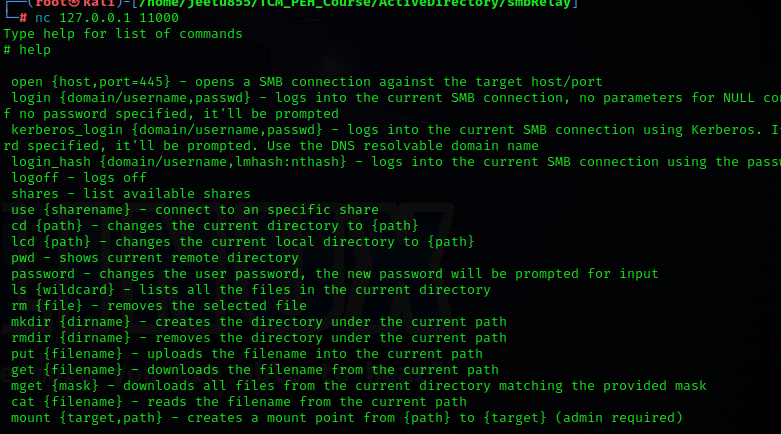 ┌──(root㉿kali)-[/home/jeetu855/TCM_PEH_Course/ActiveDirectory/smbRelay]
└─# nc 127.0.0.1 11000
Type help for list of commands
# help
open {host,port=445} - opens a SMB connection against the target host/port
login {domain/username,passwd} - logs into the current SMB connection, no parameters for NULL con
f no password specified, it'll be prompted
kerberos_login {domain/username,passwd} - logs into the current SMB connection using Kerberos. I
rd specified, it'll be prompted. Use the DNS resolvable domain name
login_hash {domain/username,lmhash:nthash} - logs into the current SMB connection using the passw
logoff - logs off
shares - list available shares
use {sharename} - connect to an specific share
cd {path} - changes the current directory to {path}
lcd {path} - changes the current local directory to {path}
pwd - shows current remote directory
password - changes the user password, the new password will be prompted for input
ls {wildcard} - lists all the files in the current directory
rm {file} - removes the selected file
mkdir {dirname} - creates the directory under the current path
rmdir {dirname} - removes the directory under the current path
put {filename} - uploads the filename into the current path
get {filename} - downloads the filename from the current path
mget {mask} - downloads all files from the current directory matching the provided mask
cat {filename} - reads the filename from the current path
mount {target,path} - creates a mount point from {path} to {target} (admin required)